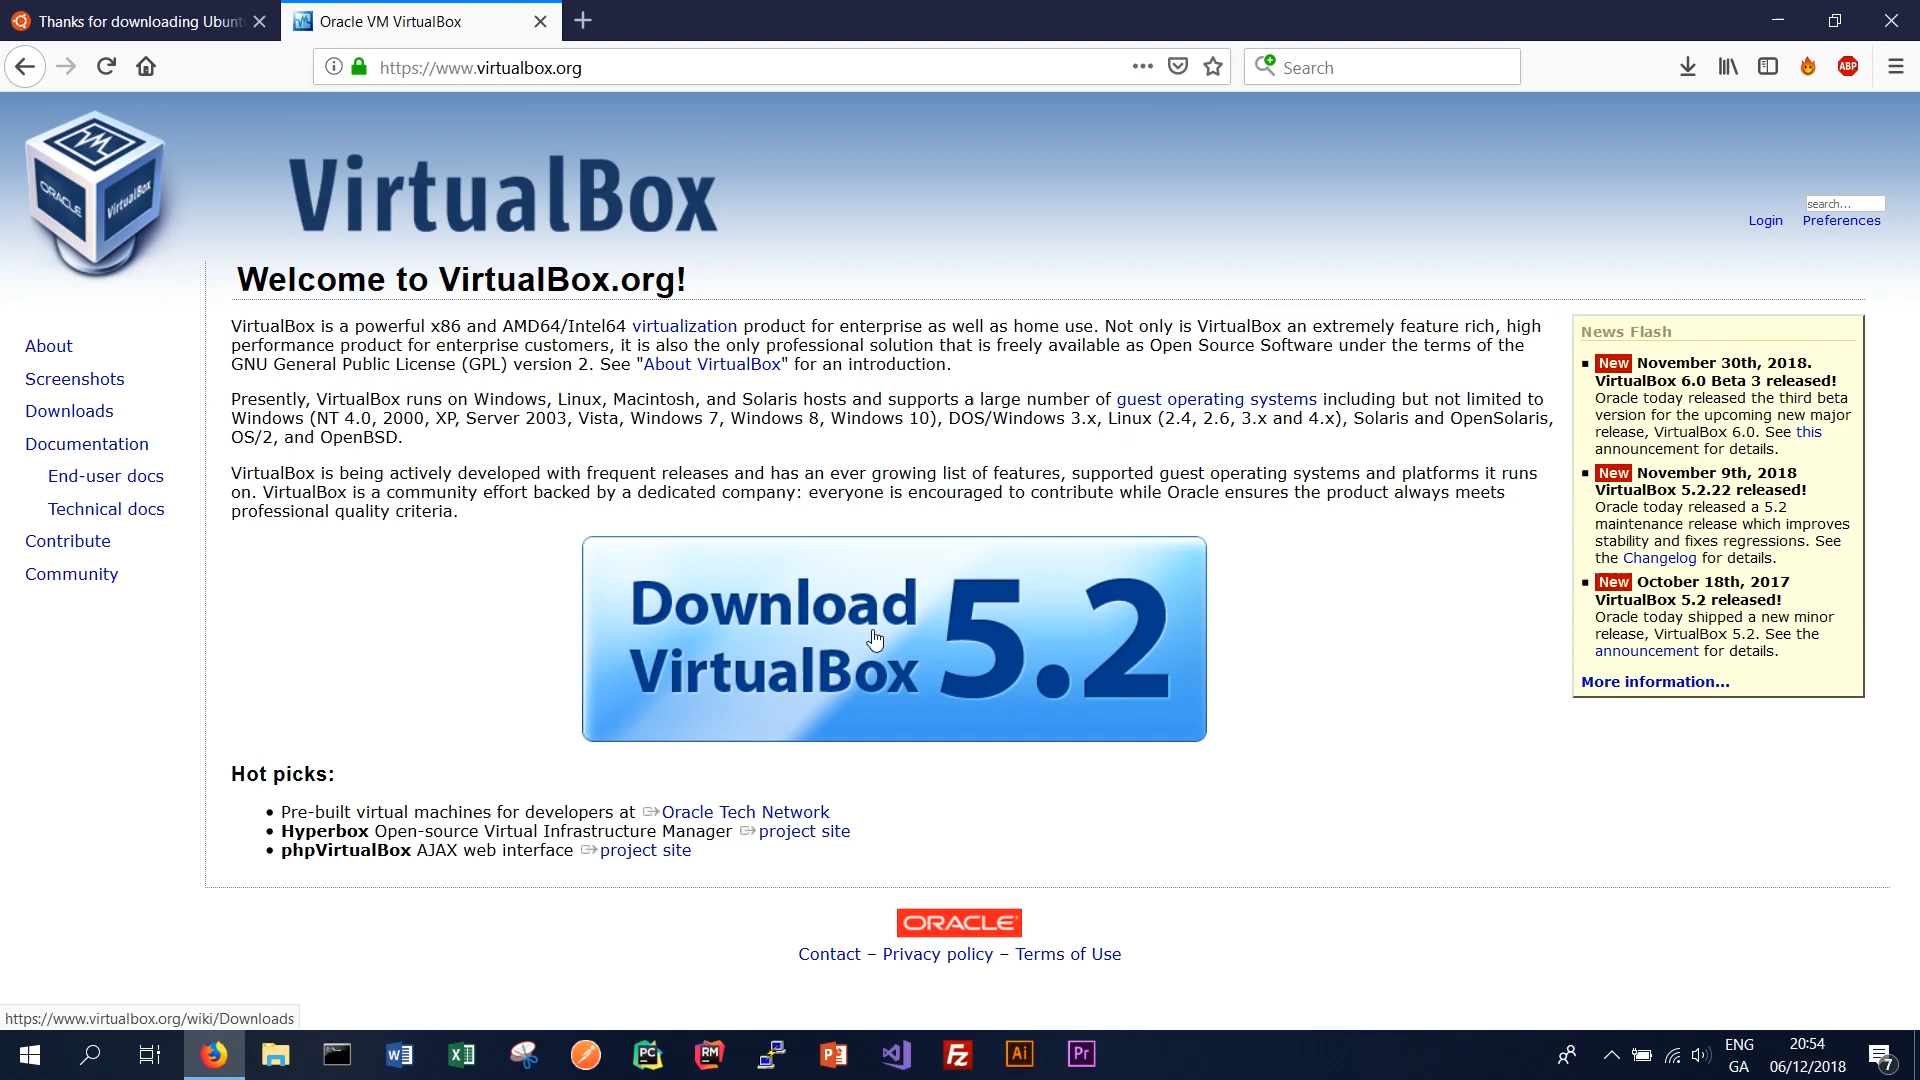 Thanks for downloading Ubunt
Oracle VM VirtualBox
https://www.virtualbox.org
Search
ABP
ORACLE
VirtualBox
VirtualBox
search...
Login
Preferences
Welcome to VirtualBox.org!
About
Screenshots
Downloads
Documentation
End-user docs
Technical docs
Contribute
Community
VirtualBox is a powerful x86 and AMD64/Intel64 virtualization product for enterprise as well as home use. Not only is VirtualBox an extremely feature rich, high
performance product for enterprise customers, it is also the only professional solution that is freely available as Open Source Software under the terms of the
GNU General Public License (GPL) version 2. See "About VirtualBox" for an introduction.
Presently, VirtualBox runs on Windows, Linux, Macintosh, and Solaris hosts and supports a large number of guest operating systems including but not limited to
Windows (NT 4.0, 2000, XP, Server 2003, Vista, Windows 7, Windows 8, Windows 10), DOS/Windows 3.x, Linux (2.4, 2.6, 3.x and 4.x), Solaris and OpenSolaris,
OS/2, and OpenBSD.
VirtualBox is being actively developed with frequent releases and has an ever growing list of features, supported guest operating systems and platforms it runs
on. VirtualBox is a community effort backed by a dedicated company: everyone is encouraged to contribute while Oracle ensures the product always meets
professional quality criteria.
Download
VirtualBox
5.2
Hot picks:
Pre-built virtual machines for developers at Oracle Tech Network
Hyperbox Open-source Virtual Infrastructure Manager project site
phpVirtualBox AJAX web interface project site
News Flash
New November 30th, 2018.
VirtualBox 6.0 Beta 3 released!
Oracle today released the third beta
version for the upcoming new major
release, VirtualBox 6.0. See this
announcement for details.
New November 9th, 2018
VirtualBox 5.2.22 released!
Oracle today released a 5.2
maintenance release which improves
stability and fixes regressions. See
the Changelog for details.
New October 18th, 2017
VirtualBox 5.2 released!
Oracle today shipped a new minor
release, VirtualBox 5.2. See the
announcement for details.
More information...
ORACLE
Contact – Privacy policy – Terms of Use
https://www.virtualbox.org/wiki/Downloads
PC
RM
Fz
Ai
Pr
ENG
GA
20:54
06/12/2018
7